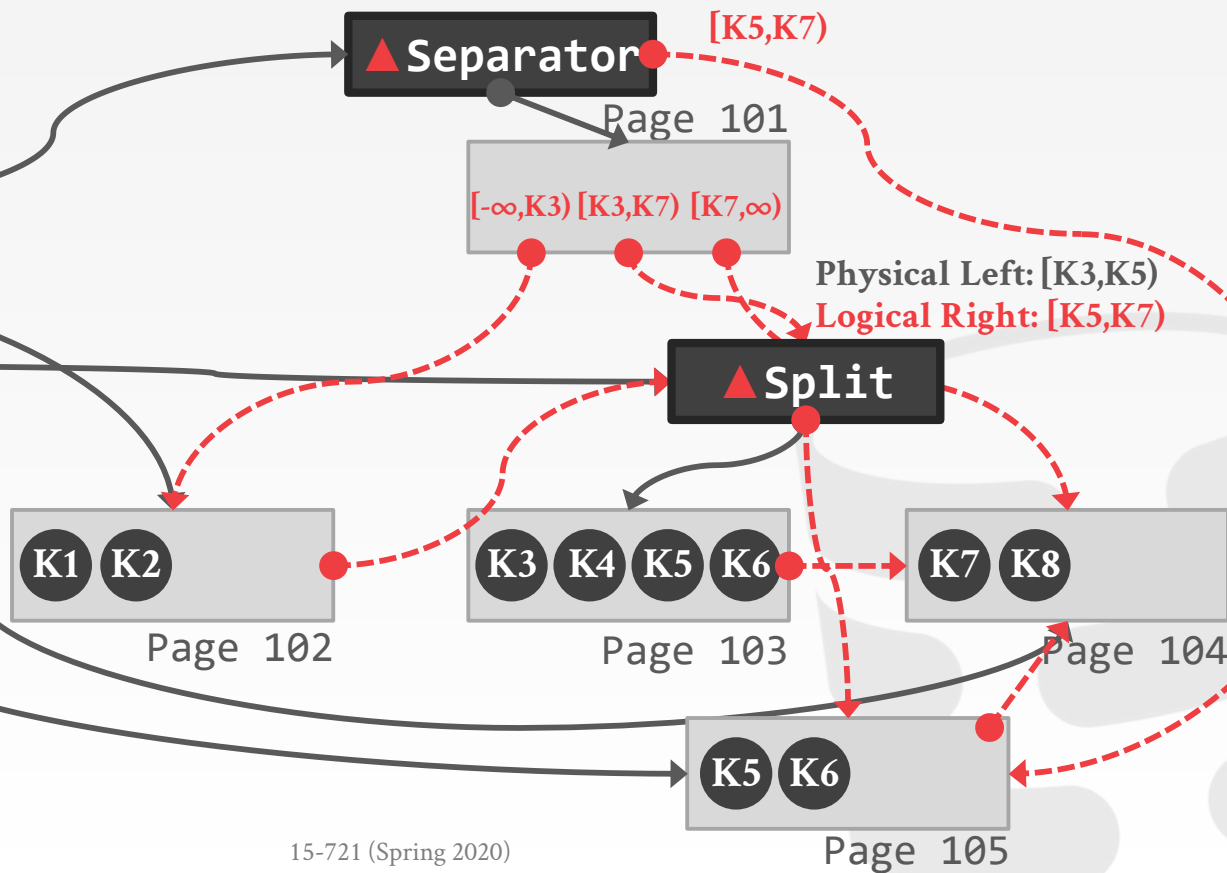 [K5,K7)
▲Separator
Page 101
[-∞,K3) [K3,K7) [K7,∞)
Physical Left: [K3,K5)
Logical Right: [K5,K7)
▲Split
K1 K2
K3 K4 K5 K6
K7 K8
Page 102
Page 103
Page 104
K5 K6
15-721 (Spring 2020)
Page 105